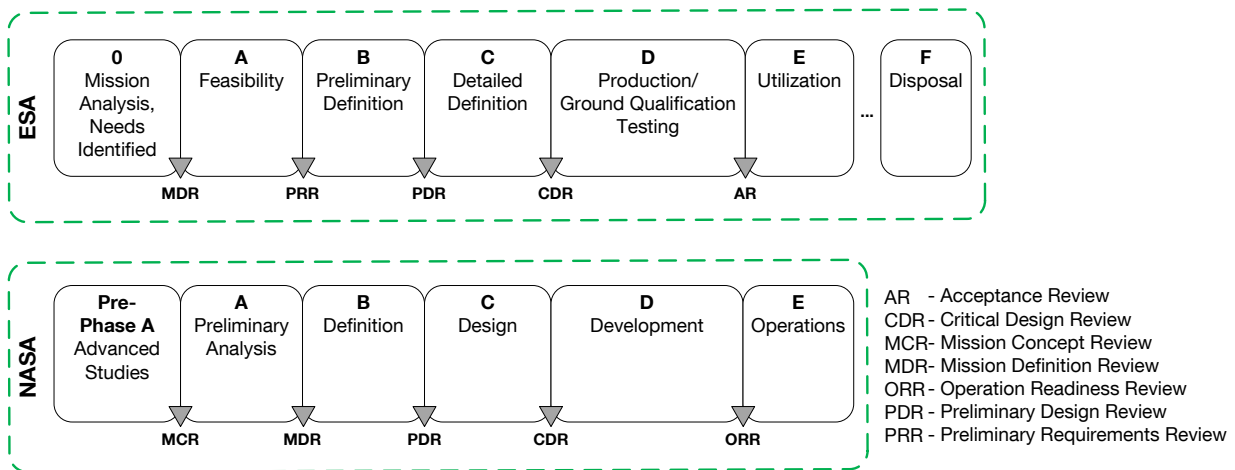 ESA
0
Mission
Analysis,
Needs
Identified
A
Feasibility
B
Preliminary
Definition
C
Detailed
Definition
D
Production/
Ground Qualification
Testing
E
Utilization
...
F
Disposal
MDR
PRR
PDR
CDR
AR
NASA
Pre-
Phase A
Advanced
Studies
A
Preliminary
Analysis
B
Definition
C
Design
D
Development
E
Operations
MCR
MDR
PDR
CDR
ORR
AR - Acceptance Review
CDR- Critical Design Review
MCR- Mission Concept Review
MDR- Mission Definition Review
ORR - Operation Readiness Review
PDR - Preliminary Design Review
PRR - Preliminary Requirements Review